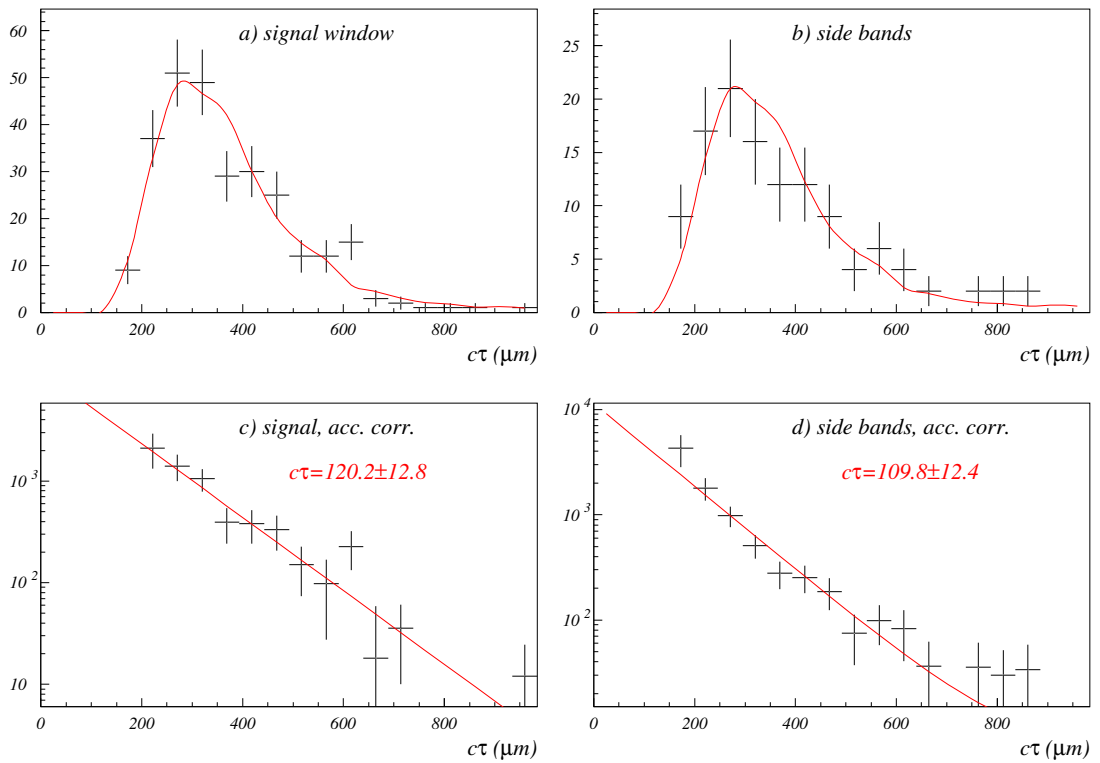 a) signal window
60
50
40
30
20
10
0
0 200 400 600 800
cτ (μm)
b) side bands
25
20
15
10
5
0
0 200 400 600 800
cτ (μm)
c) signal, acc. corr.
cτ=120.2±12.8
10³
10²
10
0 200 400 600 800
cτ (μm)
d) side bands, acc. corr.
cτ=109.8±12.4
10⁴
10³
10²
0 200 400 600 800
cτ (μm)